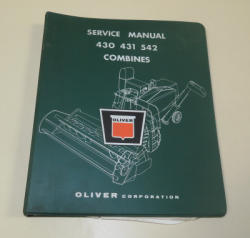 SERVICE MANUAL
430 431 542
COMBINES
OLIVER
OLIVER CORPORATION